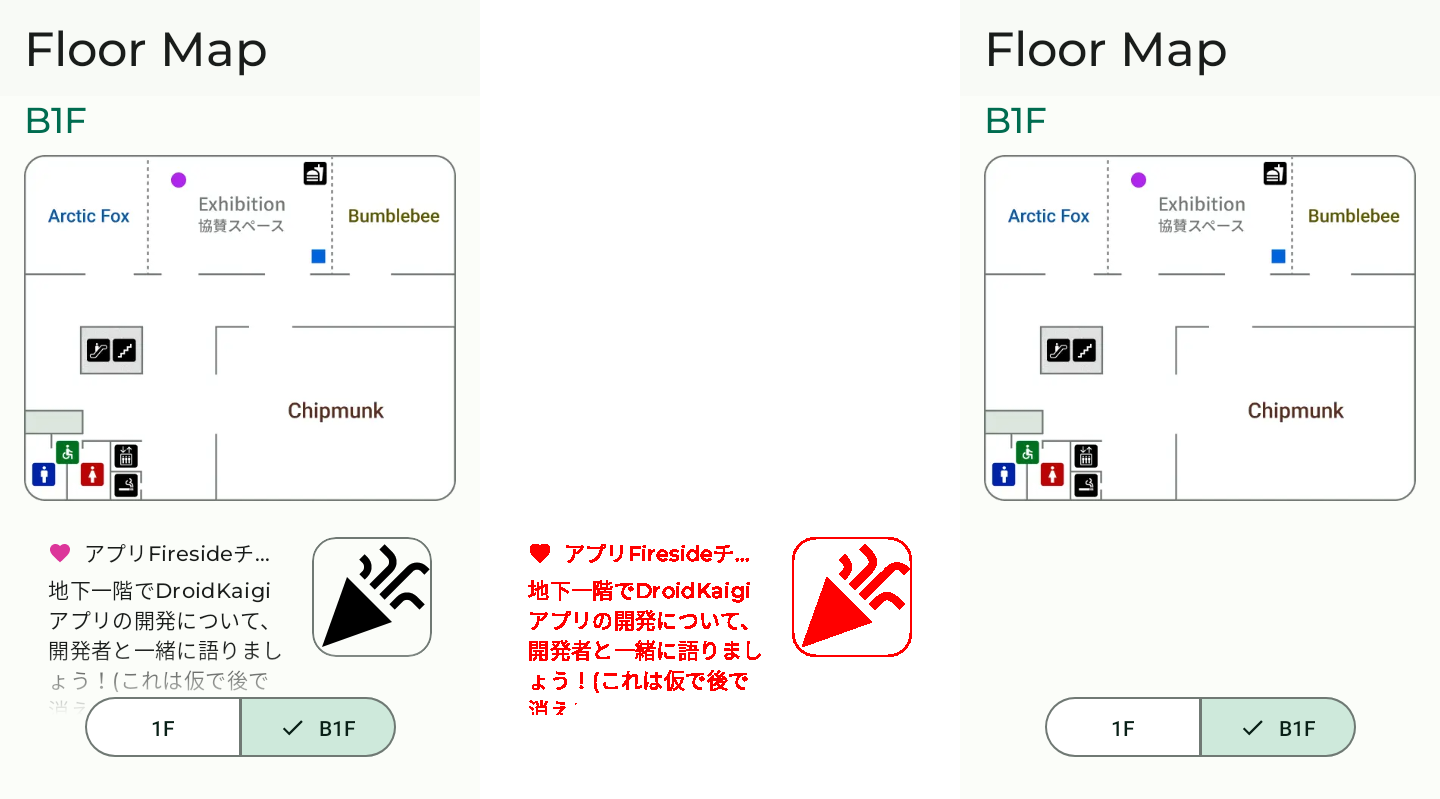 Floor Map
B1F
Arctic Fox
Exhibition
協賛スペース
Bumblebee
Chipmunk
アプリFiresideチ...
地下一階でDroidKaigi
アプリの開発について、
開発者と一緒に語りまし
ょう！(これは仮で後で
消え
1F
B1F
アプリFiresideチ...
地下一階でDroidKaigi
アプリの開発について、
開発者と一緒に語りまし
ょう！(これは仮で後で
消え
Floor Map
B1F
Arctic Fox
Exhibition
協賛スペース
Bumblebee
Chipmunk
1F
B1F